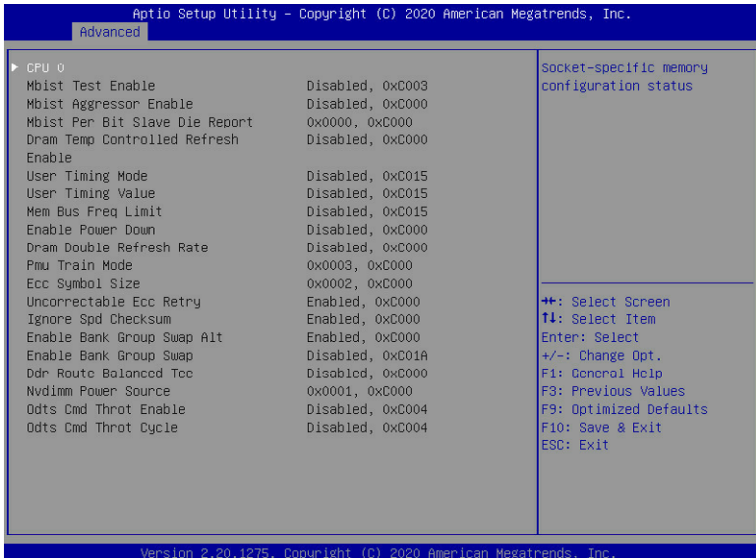 Aptio Setup Utility – Copyright (C) 2020 American Megatrends, Inc.
Advanced
CPU 0
Mbist Test Enable Disabled, 0xC003
Mbist Aggressor Enable Disabled, 0xC000
Mbist Per Bit Slave Die Report 0x0000, 0xC000
Dram Temp Controlled Refresh Disabled, 0xC000
Enable
User Timing Mode Disabled, 0xC015
User Timing Value Disabled, 0xC015
Mem Bus Freq Limit Disabled, 0xC015
Enable Power Down Disabled, 0xC000
Dram Double Refresh Rate Disabled, 0xC000
Pmu Train Mode 0x0003, 0xC000
Ecc Symbol Size 0x0002, 0xC000
Uncorrectable Ecc Retry Enabled, 0xC000
Ignore Spd Checksum Enabled, 0xC000
Enable Bank Group Swap Alt Enabled, 0xC000
Enable Bank Group Swap Disabled, 0xC01A
Ddr Route Balanced Tee Disabled, 0xC000
Nvdimm Power Source 0x0001, 0xC000
Odts Cmd Throt Enable Disabled, 0xC004
Odts Cmd Throt Cycle Disabled, 0xC004
Socket-specific memory
configuration status
→←: Select Screen
↑↓: Select Item
Enter: Select
+/-: Change Opt.
F1: General Help
F3: Previous Values
F9: Optimized Defaults
F10: Save & Exit
ESC: Exit
Version 2.20.1275. Copyright (C) 2020 American Megatrends, Inc.